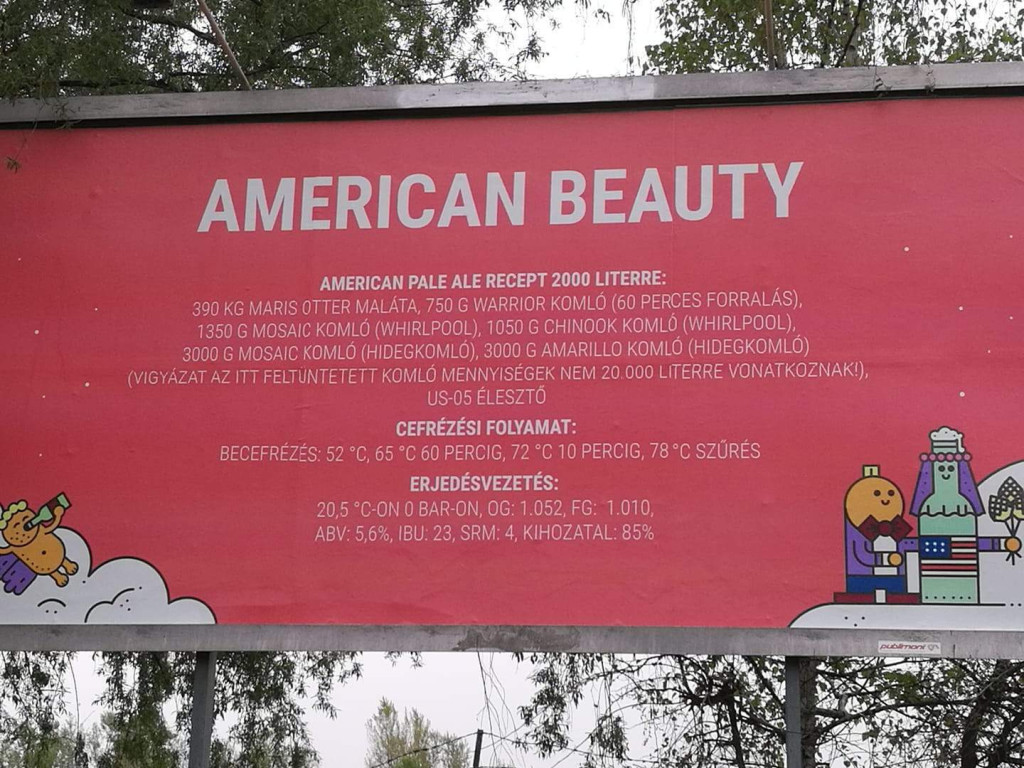 AMERICAN BEAUTY
AMERICAN PALE ALE RECEPT 2000 LITERRE:
390 KG MARIS OTTER MALÁTA, 750 G WARRIOR KOMLÓ (60 PERCES FORRALÁS),
1350 G MOSAIC KOMLÓ (WHIRLPOOL), 1050 G CHINOOK KOMLÓ (WHIRLPOOL),
3000 G MOSAIC KOMLÓ (HIDEGKOMLÓ), 3000 G AMARILLO KOMLÓ (HIDEGKOMLÓ)
(VIGYÁZAT AZ ITT FELTÜNTETETT KOMLÓ MENNYISÉGEK NEM 20.000 LITERRE VONATKOZNAK!),
US-05 ÉLESZTŐ
CEFRÉZÉSI FOLYAMAT:
BECEFRÉZÉS: 52 °C, 65 °C 60 PERCIG, 72 °C 10 PERCIG, 78 °C SZŰRÉS
ERJEDÉSVEZETÉS:
20,5 °C-ON 0 BAR-ON, OG: 1.052, FG: 1.010,
ABV: 5,6%, IBU: 23, SRM: 4, KIHOZATAL: 85%
publimont